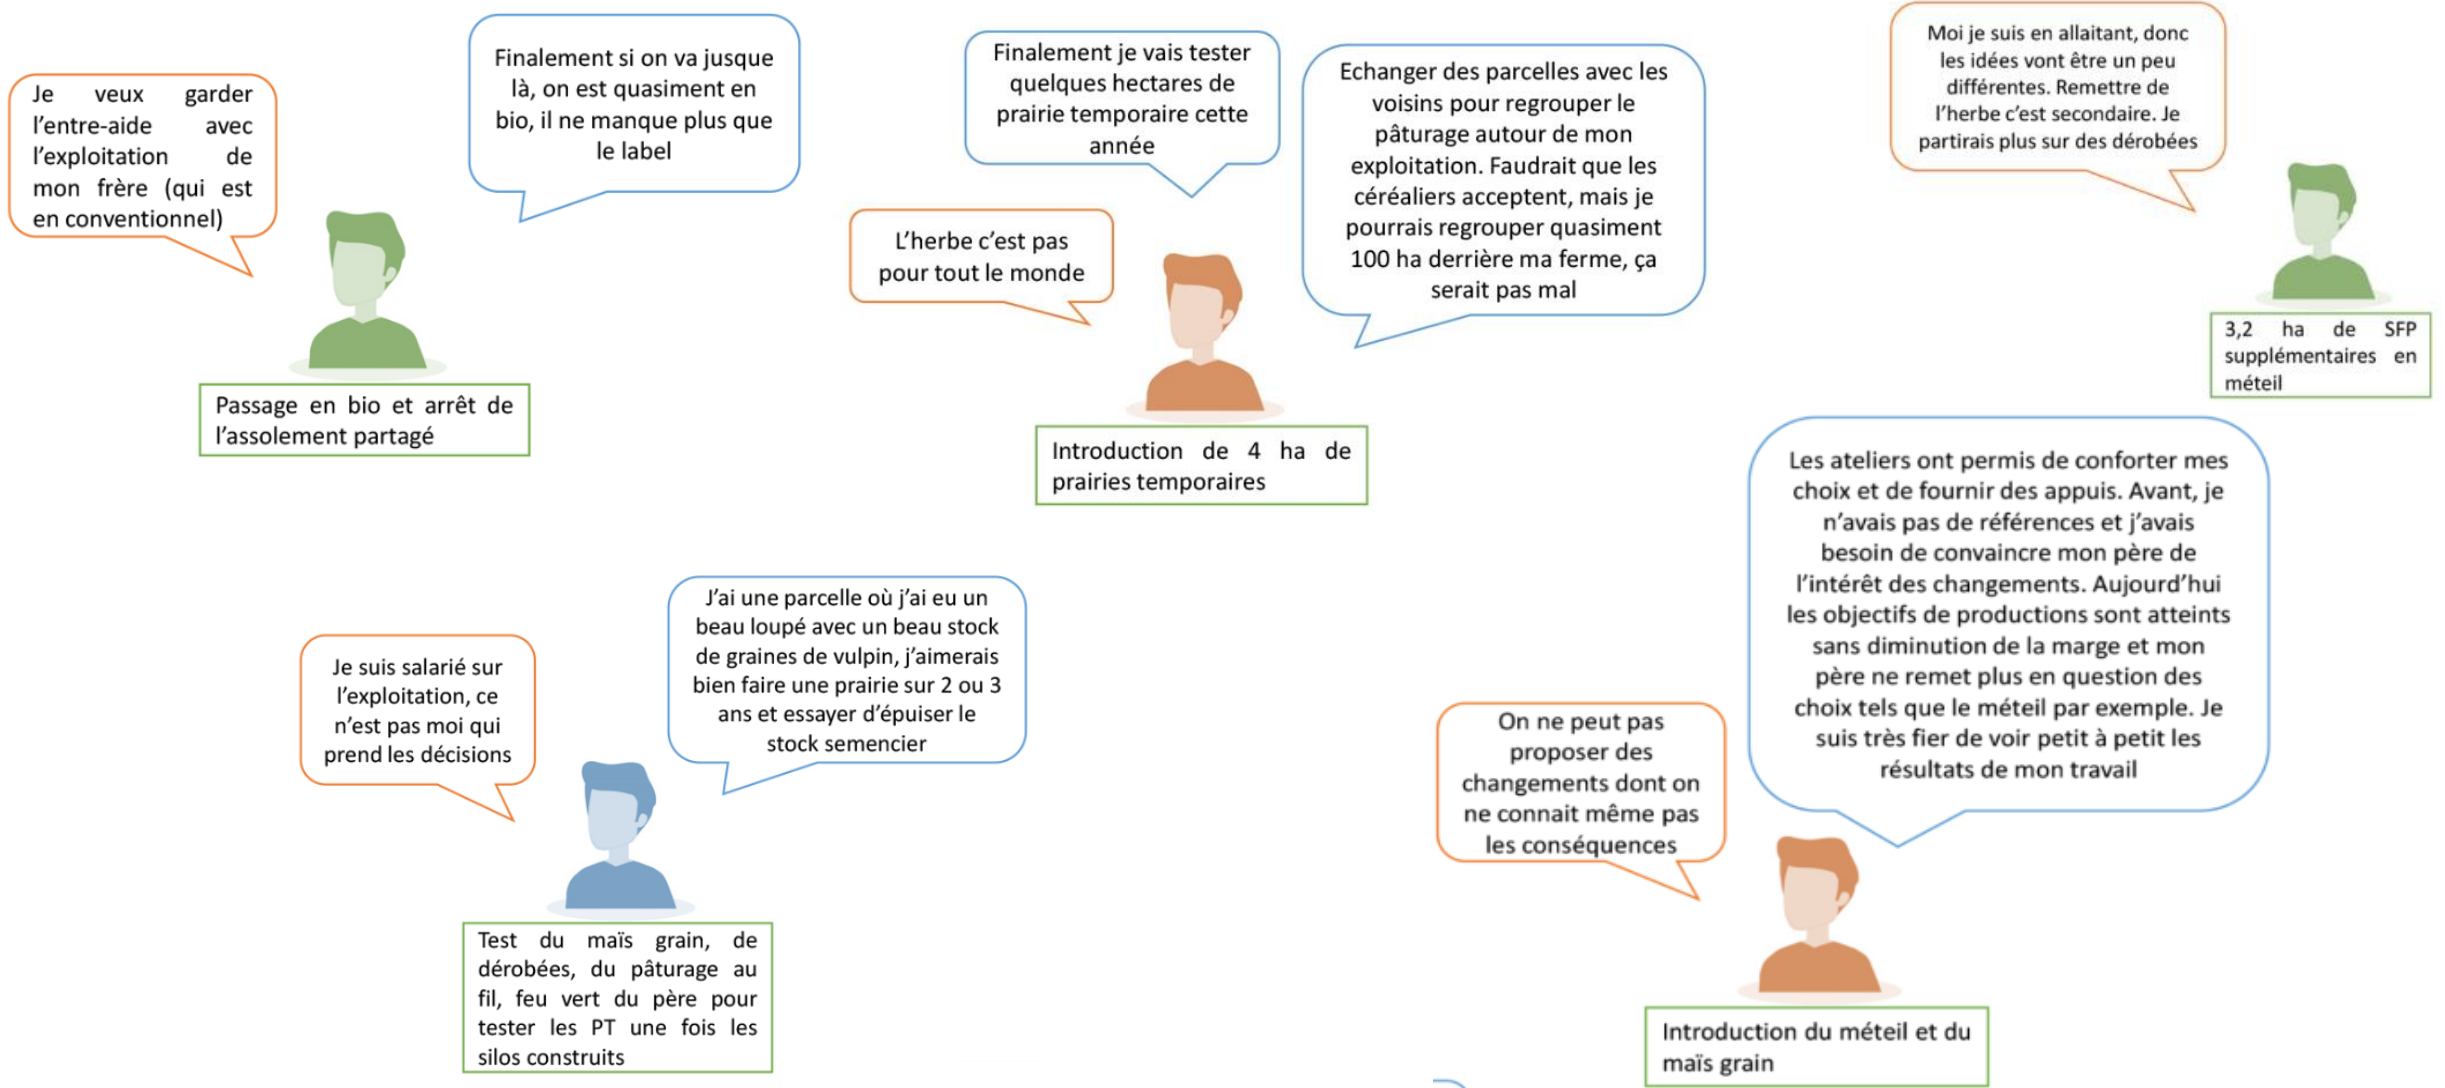 Je veux garder
l'entre-aide avec
l'exploitation de
mon frère (qui est
en conventionnel)
Finalement si on va jusque
là, on est quasiment en
bio, il ne manque plus que
le label
Passage en bio et arrêt de
l'assolement partagé
Finalement je vais tester
quelques hectares de
prairie temporaire cette
année
L'herbe c'est pas
pour tout le monde
Echanger des parcelles avec les
voisins pour regrouper le
pâturage autour de mon
exploitation. Faudrait que les
céréaliers acceptent, mais je
pourrais regrouper quasiment
100 ha derrière ma ferme, ça
serait pas mal
Introduction de 4 ha de
prairies temporaires
Moi je suis en allaitant, donc
les idées vont être un peu
différentes. Remettre de
l'herbe c'est secondaire. Je
partirais plus sur des dérobées
3,2 ha de SFP
supplémentaires en
méteil
Je suis salarié sur
l'exploitation, ce
n'est pas moi qui
prend les décisions
J'ai une parcelle où j'ai eu un
beau loupé avec un beau stock
de graines de vulpin, j'aimerais
bien faire une prairie sur 2 ou 3
ans et essayer d'épuiser le
stock semencier
Test du maïs grain, de
dérobées, du pâturage au
fil, feu vert du père pour
tester les PT une fois les
silos construits
On ne peut pas
proposer des
changements dont on
ne connait même pas
les conséquences
Les ateliers ont permis de conforter mes
choix et de fournir des appuis. Avant, je
n'avais pas de références et j'avais
besoin de convaincre mon père de
l'intérêt des changements. Aujourd'hui
les objectifs de productions sont atteints
sans diminution de la marge et mon
père ne remet plus en question des
choix tels que le méteil par exemple. Je
suis très fier de voir petit à petit les
résultats de mon travail
Introduction du méteil et du
maïs grain